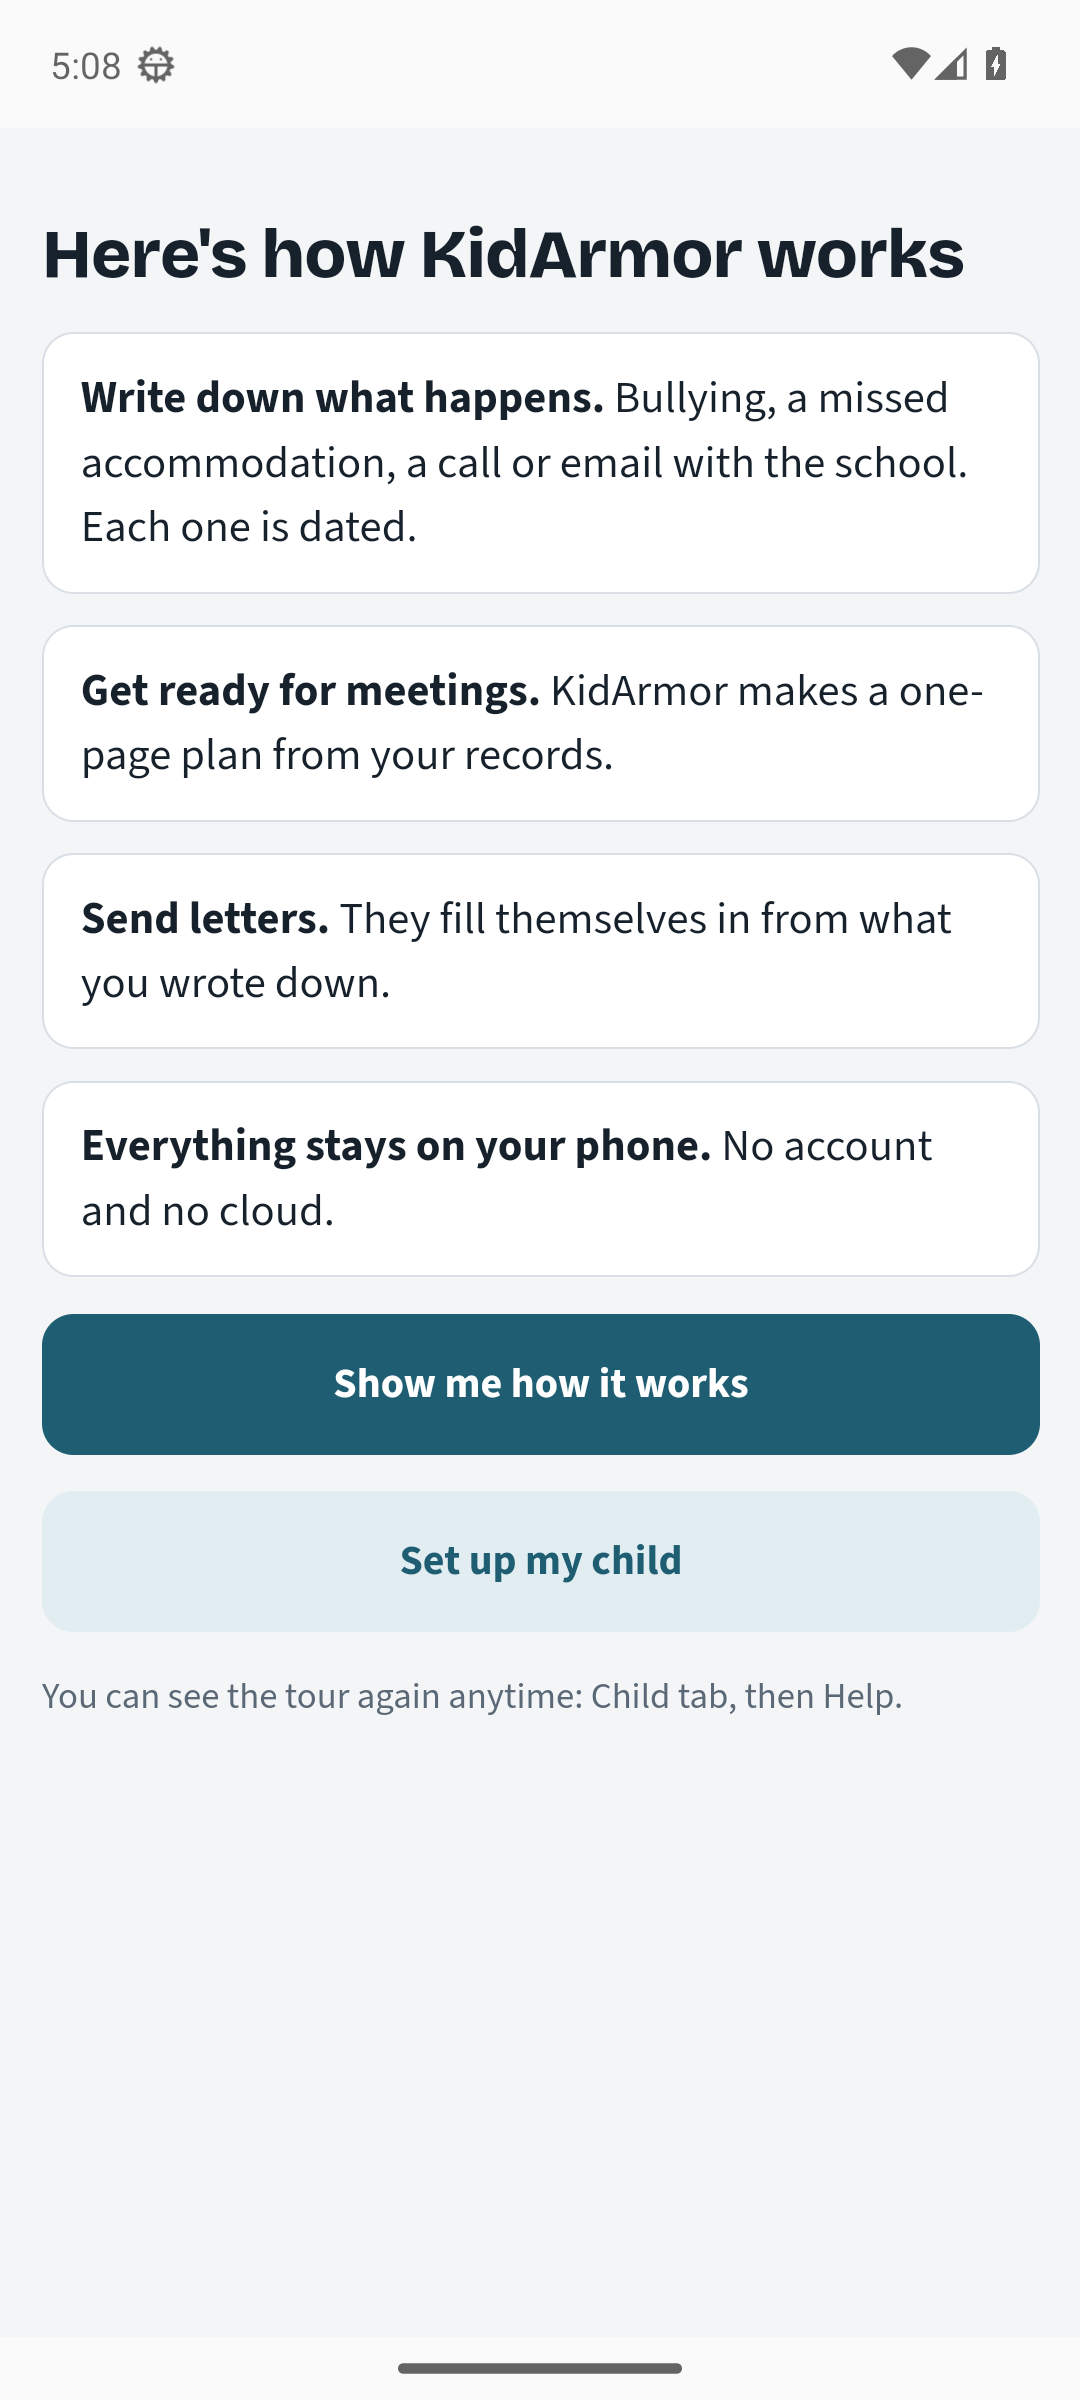 5:08
Here's how KidArmor works
Write down what happens. Bullying, a missed
accommodation, a call or email with the school.
Each one is dated.
Get ready for meetings. KidArmor makes a one-
page plan from your records.
Send letters. They fill themselves in from what
you wrote down.
Everything stays on your phone. No account
and no cloud.
Show me how it works
Set up my child
You can see the tour again anytime: Child tab, then Help.